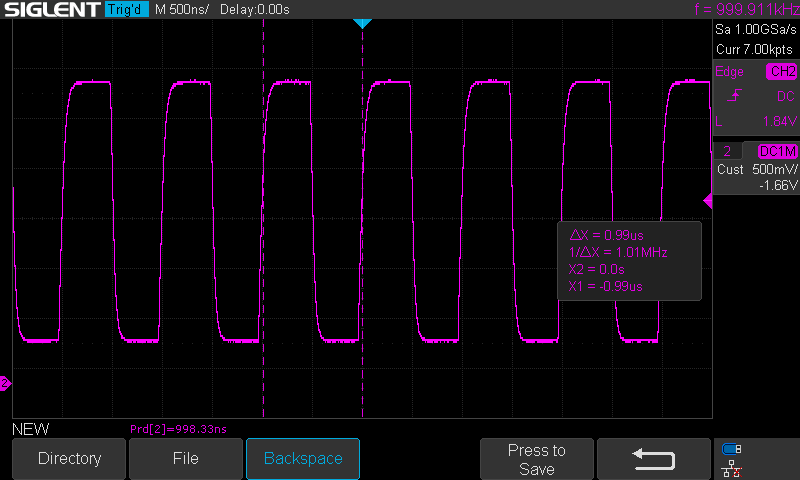 SIGLENT Trig'd M 500ns/ Delay:0.00s f = 999.911kHz
Sa 1.00GSa/s
Curr 7.00kpts
Edge CH2
DC
L 1.84V
2 DC1M
Cust 500mV/
-1.66V
△X = 0.99us
1/△X = 1.01MHz
X2 = 0.0s
X1 = -0.99us
2
NEW Prd[2]=998.33ns
Directory File Backspace Press to Save